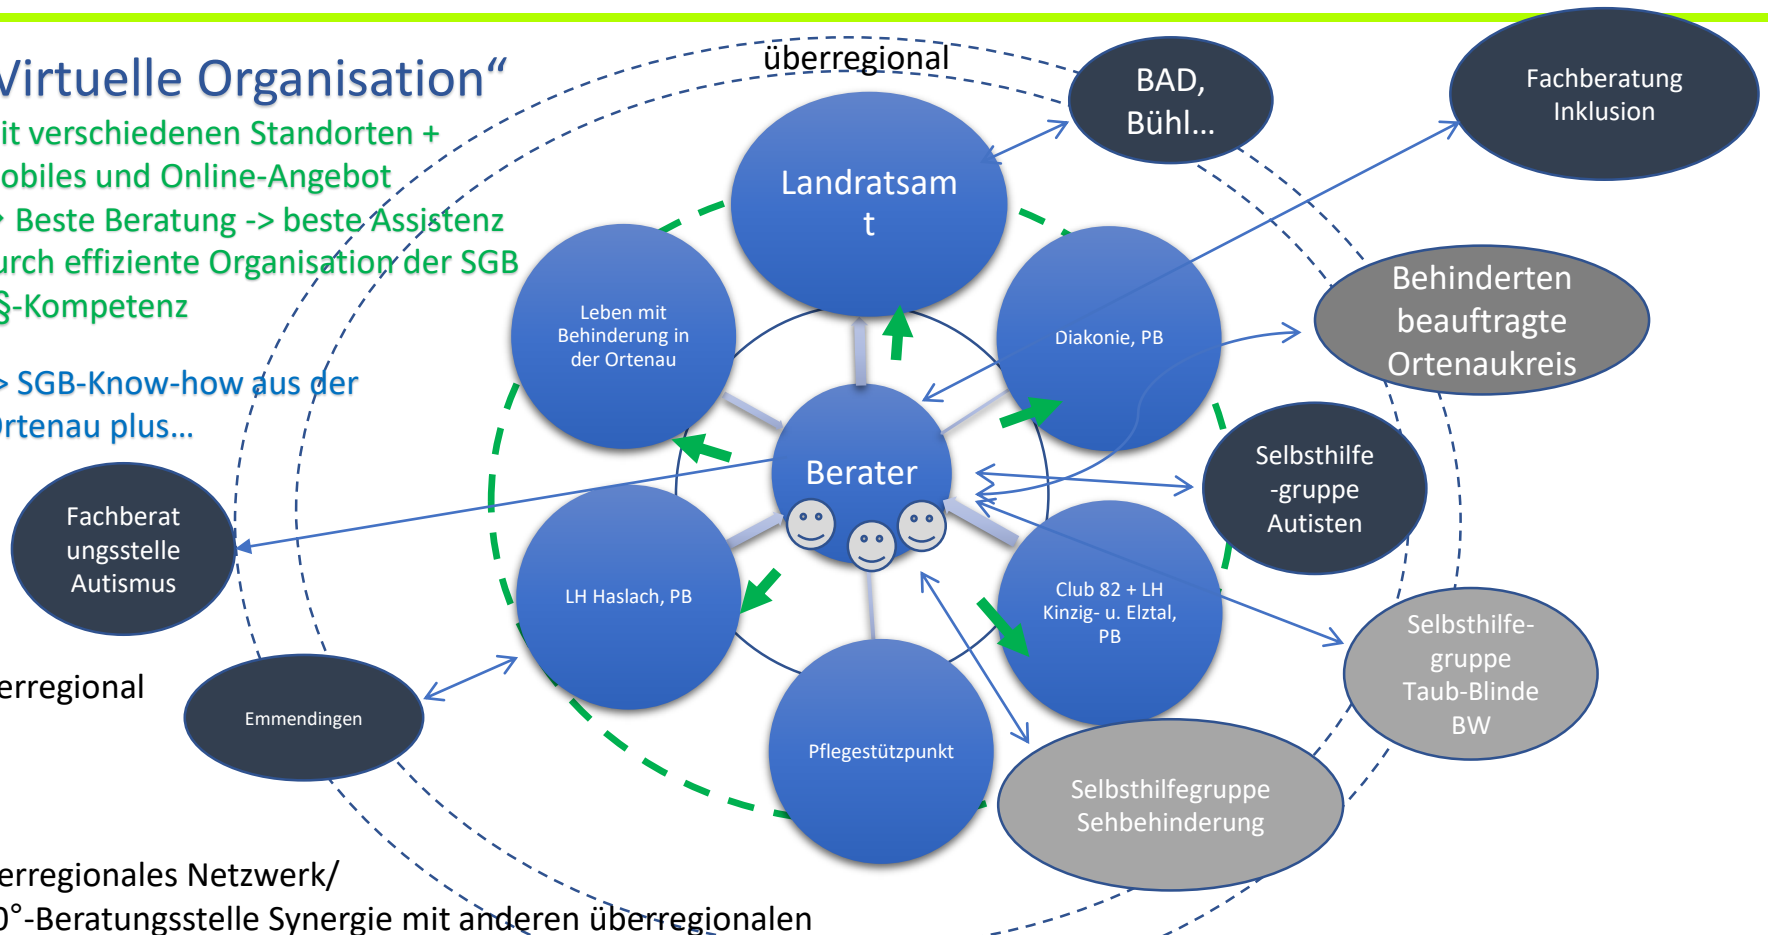 Virtuelle Organisation“
it verschiedenen Standorten +
obiles und Online-Angebot
> Beste Beratung -> beste Assistenz
urch effiziente Organisation der SGB
§-Kompetenz
> SGB-Know-how aus der
Ortenau plus…
überregional
BAD,
Bühl…
Fachberatung
Inklusion
Landratsam
t
Leben mit
Behinderung in
der Ortenau
Diakonie, PB
Behinderten
beauftragte
Ortenaukreis
Berater
Selbsthilfe
-gruppe
Autisten
Fachberat
ungsstelle
Autismus
LH Haslach, PB
Club 82 + LH
Kinzig- u. Elztal,
PB
Selbsthilfe-
gruppe
Taub-Blinde
BW
erregional
Emmendingen
Pflegestützpunkt
Selbsthilfegruppe
Sehbehinderung
erregionales Netzwerk/
0°-Beratungsstelle Synergie mit anderen überregionalen